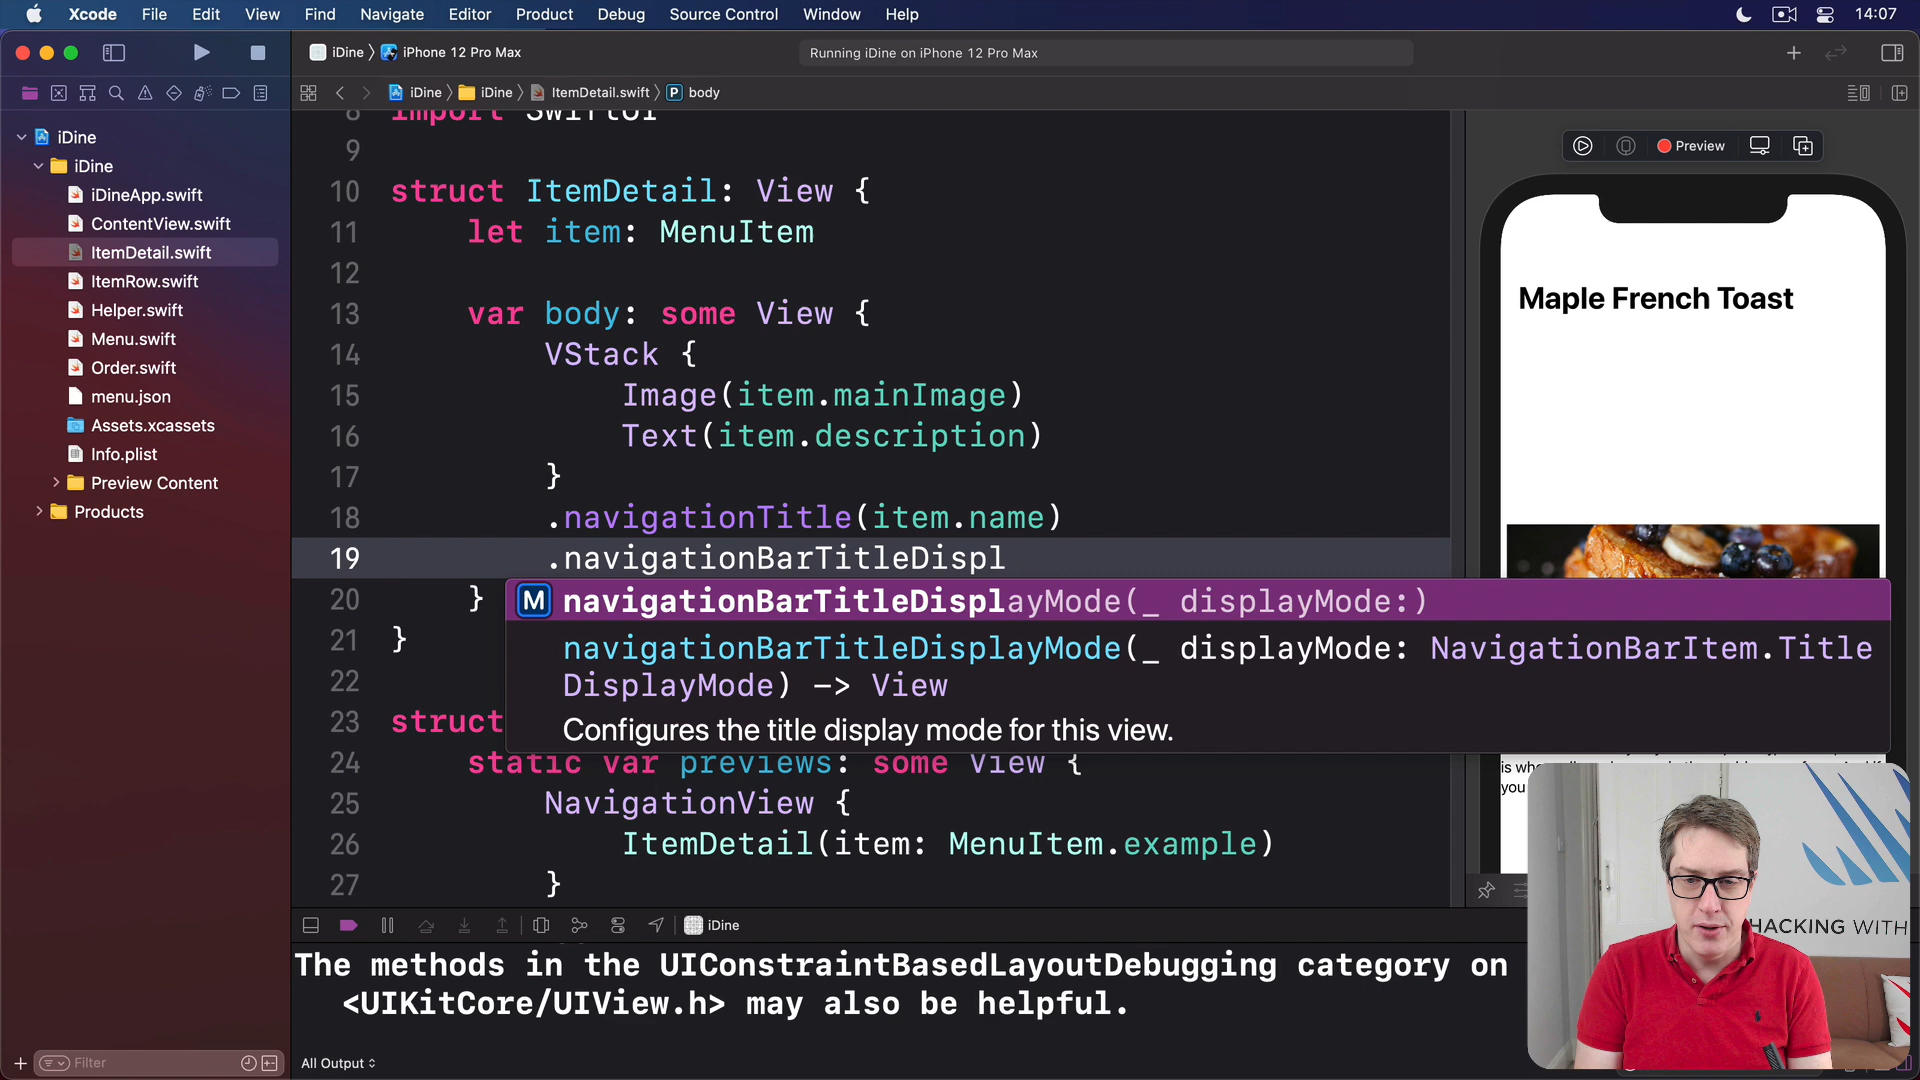 Xcode File Edit View Find Navigate Editor Product Debug Source Control Window Help 14:07
iDine iPhone 12 Pro Max Running iDine on iPhone 12 Pro Max
iDine iDine ItemDetail.swift P body
iDine
iDine
iDineApp.swift
ContentView.swift
ItemDetail.swift
ItemRow.swift
Helper.swift
Menu.swift
Order.swift
menu.json
Assets.xcassets
Info.plist
Preview Content
Products
Filter
8 import SwiftUI
9
10 struct ItemDetail: View {
11 let item: MenuItem
12
13 var body: some View {
14 VStack {
15 Image(item.mainImage)
16 Text(item.description)
17 }
18 .navigationTitle(item.name)
19 .navigationBarTitleDispl
20 }
M navigationBarTitleDisplayMode(_ displayMode:)
navigationBarTitleDisplayMode(_ displayMode: NavigationBarItem.Title
DisplayMode) -> View
Configures the title display mode for this view.
21 }
22
23 struct
24 static var previews: some View {
25 NavigationView {
26 ItemDetail(item: MenuItem.example)
27 }
Preview
Maple French Toast
you
HACKING WITH
iDine
The methods in the UIConstraintBasedLayoutDebugging category on
<UIKitCore/UIView.h> may also be helpful.
All Output